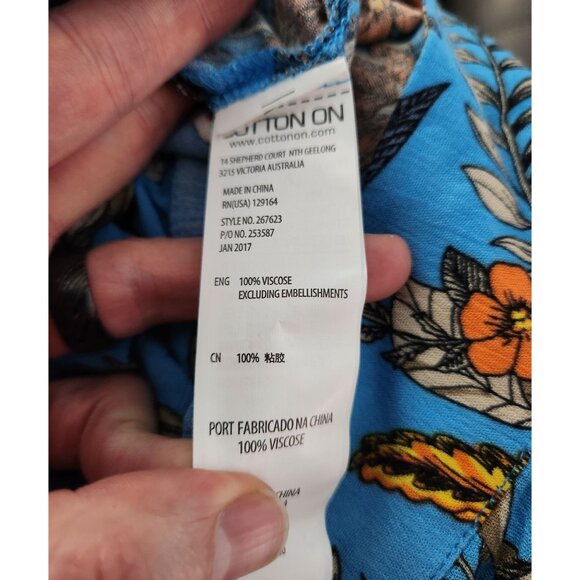 COTTON ON
www.cottonon.com
14 SHEPHERD COURT NTH GEELONG
3215 VICTORIA AUSTRALIA
MADE IN CHINA
RN(USA) 129164
STYLE NO. 267623
P/O NO. 253587
JAN 2017
ENG 100% VISCOSE
EXCLUDING EMBELLISHMENTS
CN 100% 粘胶
PORT FABRICADO NA CHINA
100% VISCOSE
CHINA